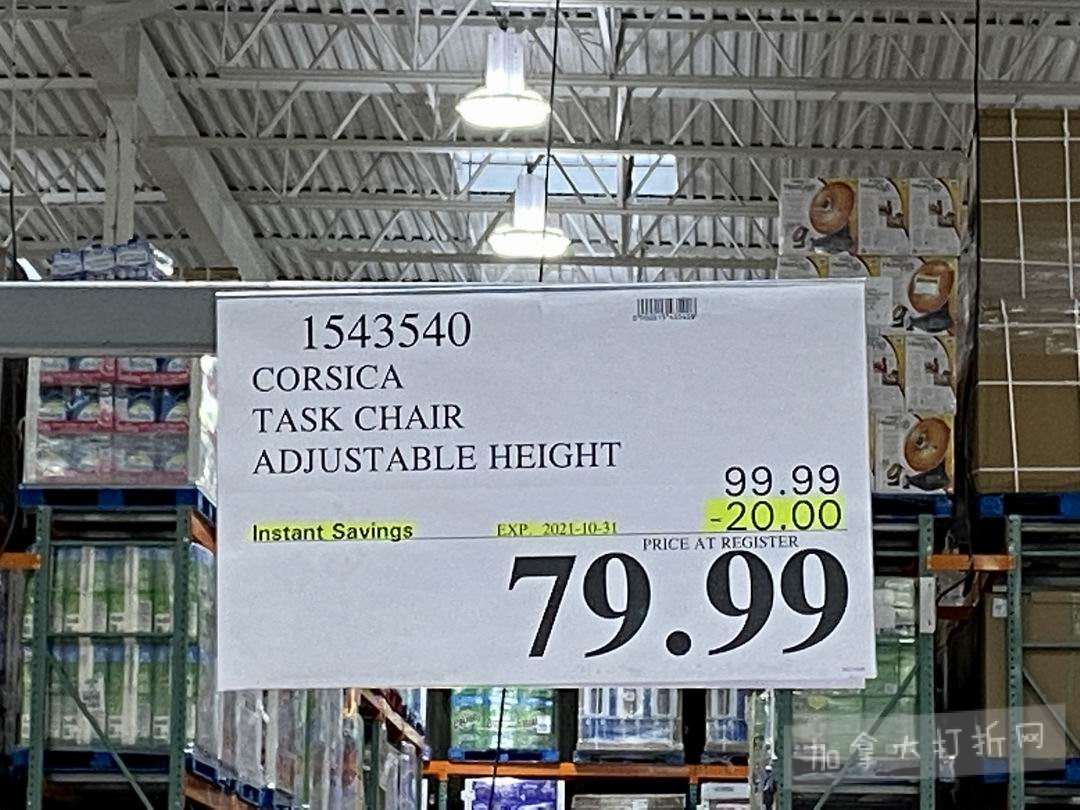 1543540
CORSICA
TASK CHAIR
ADJUSTABLE HEIGHT
99.99
-20.00
Instant Savings EXP. 2021-10-31
PRICE AT REGISTER
79.99
加拿大打折网